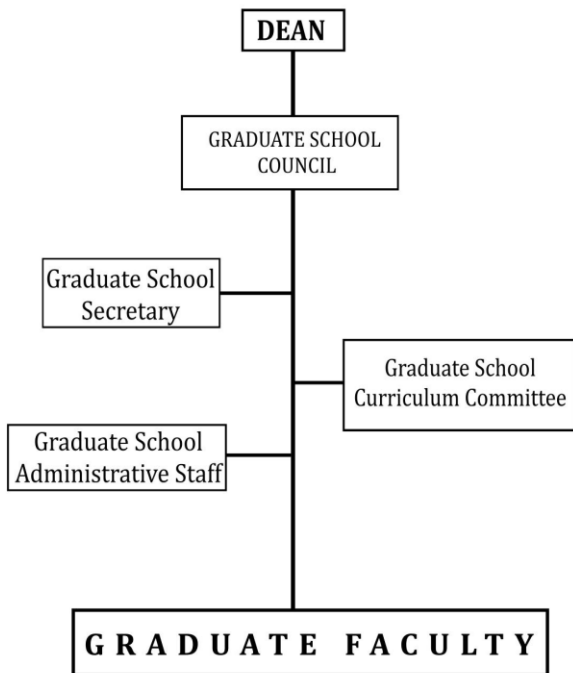 DEAN
GRADUATE SCHOOL
COUNCIL
Graduate School
Secretary
Graduate School
Curriculum Committee
Graduate School
Administrative Staff
GRADUATE FACULTY